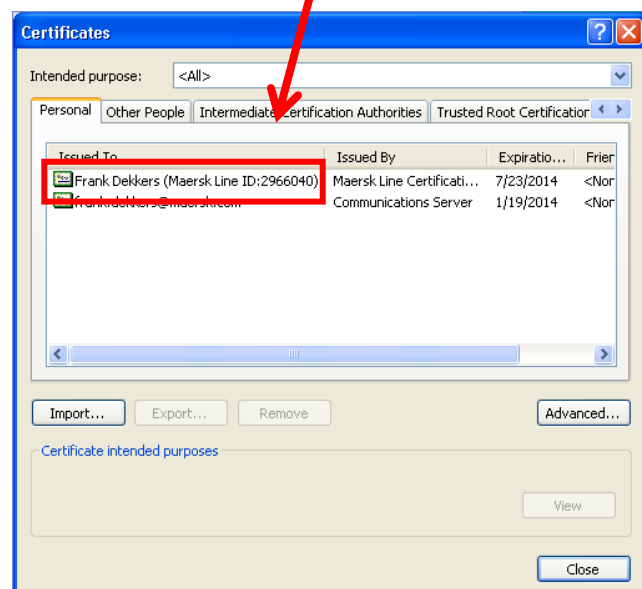 Certificates
Intended purpose: <All>
Personal Other People Intermediate Certification Authorities Trusted Root Certification
Issued To Issued By Expiratio... Frier
Frank Dekkers (Maersk Line ID:2966040) Maersk Line Certificati... 7/23/2014 <Nor
frank.dekkers@maersk.com Communications Server 1/19/2014 <Nor
Import... Export... Remove Advanced...
Certificate intended purposes
View
Close